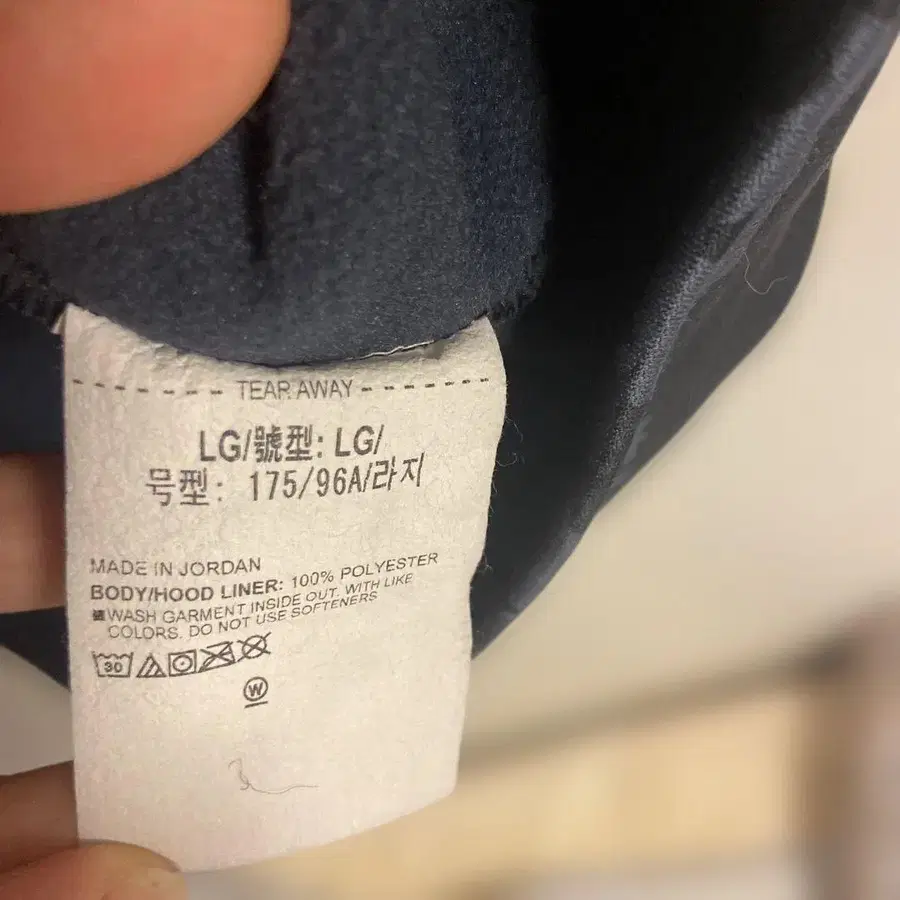 TEAR AWAY
LG/號型: LG/
号型: 175/96A/라지
MADE IN JORDAN
BODY/HOOD LINER: 100% POLYESTER
WASH GARMENT INSIDE OUT. WITH LIKE
COLORS. DO NOT USE SOFTENERS
30
W